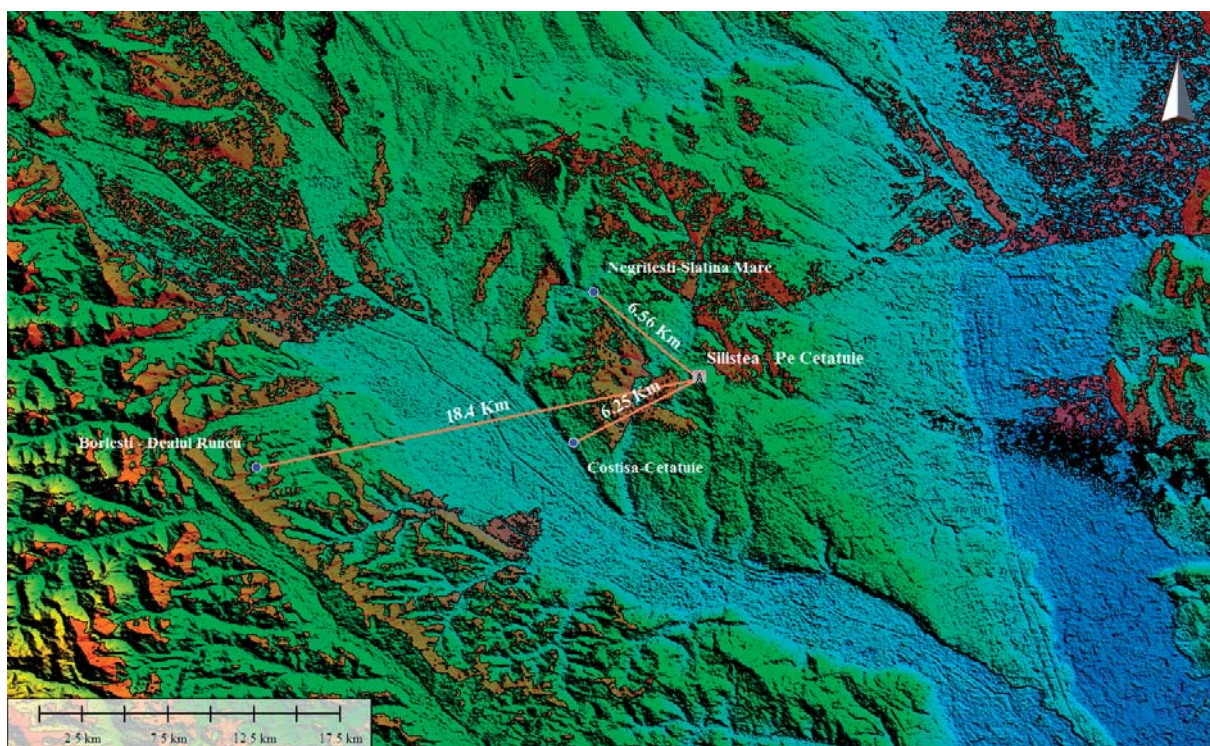 Negritesti-Slatina Mare
6.56 Km
Silistea - Pe Cetatuie
6.25 Km
18.4 Km
Bortesti - Dealul Runcu
Costisa-Cetatuie
2.5 km 7.5 km 12.5 km 17.5 km